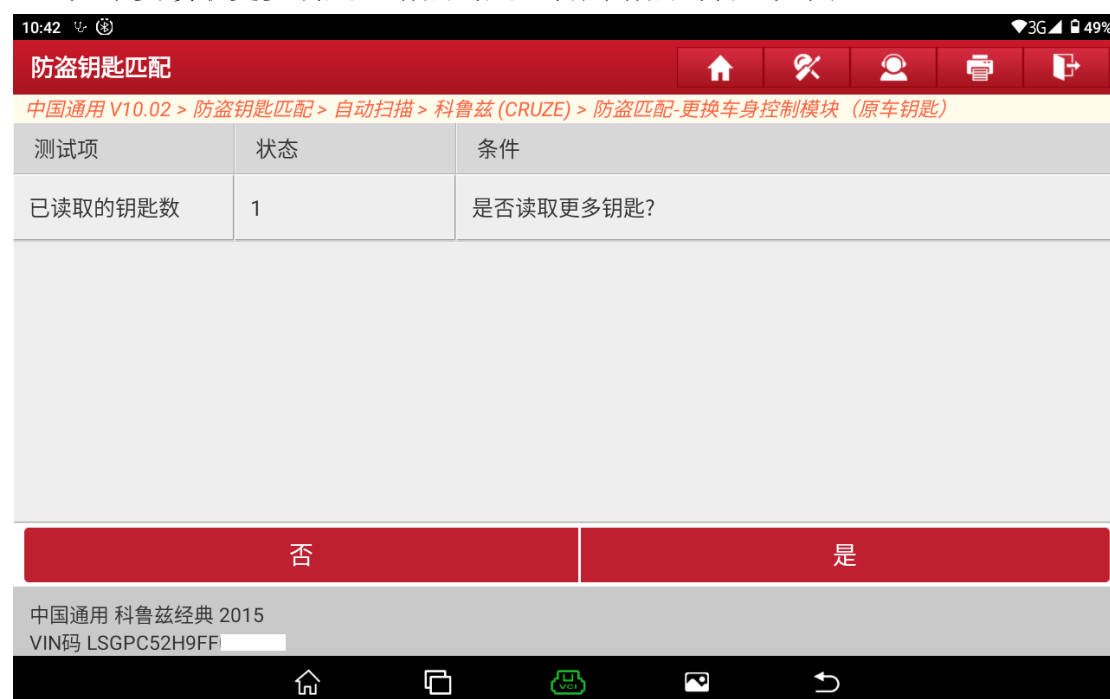 10:42 3G 49%
防盗钥匙匹配
中国通用 V10.02 > 防盗钥匙匹配 > 自动扫描 > 科鲁兹 (CRUZE) > 防盗匹配-更换车身控制模块（原车钥匙）
测试项 状态 条件
已读取的钥匙数 1 是否读取更多钥匙?
否 是
中国通用 科鲁兹经典 2015
VIN码 LSGPC52H9FF
VCI